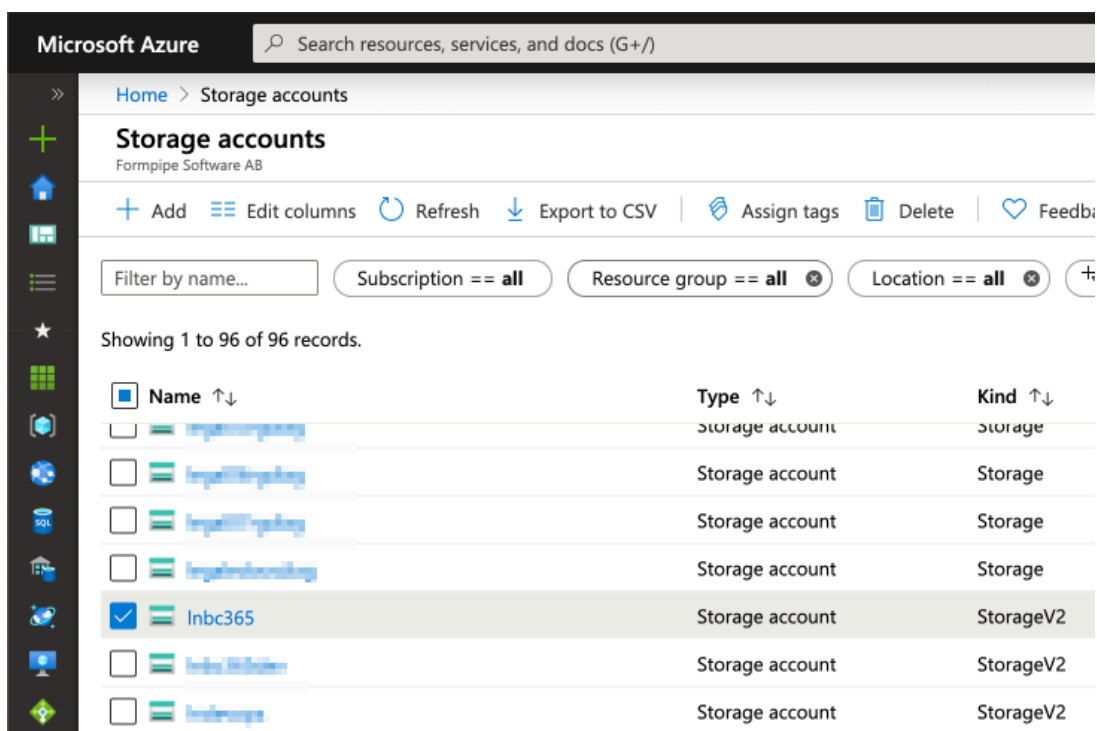 Microsoft Azure
Search resources, services, and docs (G+/)
Home > Storage accounts
Storage accounts
Formpipe Software AB
Add Edit columns Refresh Export to CSV Assign tags Delete Feedba
Filter by name... Subscription == all Resource group == all Location == all
Showing 1 to 96 of 96 records.
Name Type Kind
Storage account Storage
Storage account Storage
SQL Storage account Storage
Storage account Storage
lnbc365 Storage account StorageV2
Storage account StorageV2
Storage account StorageV2